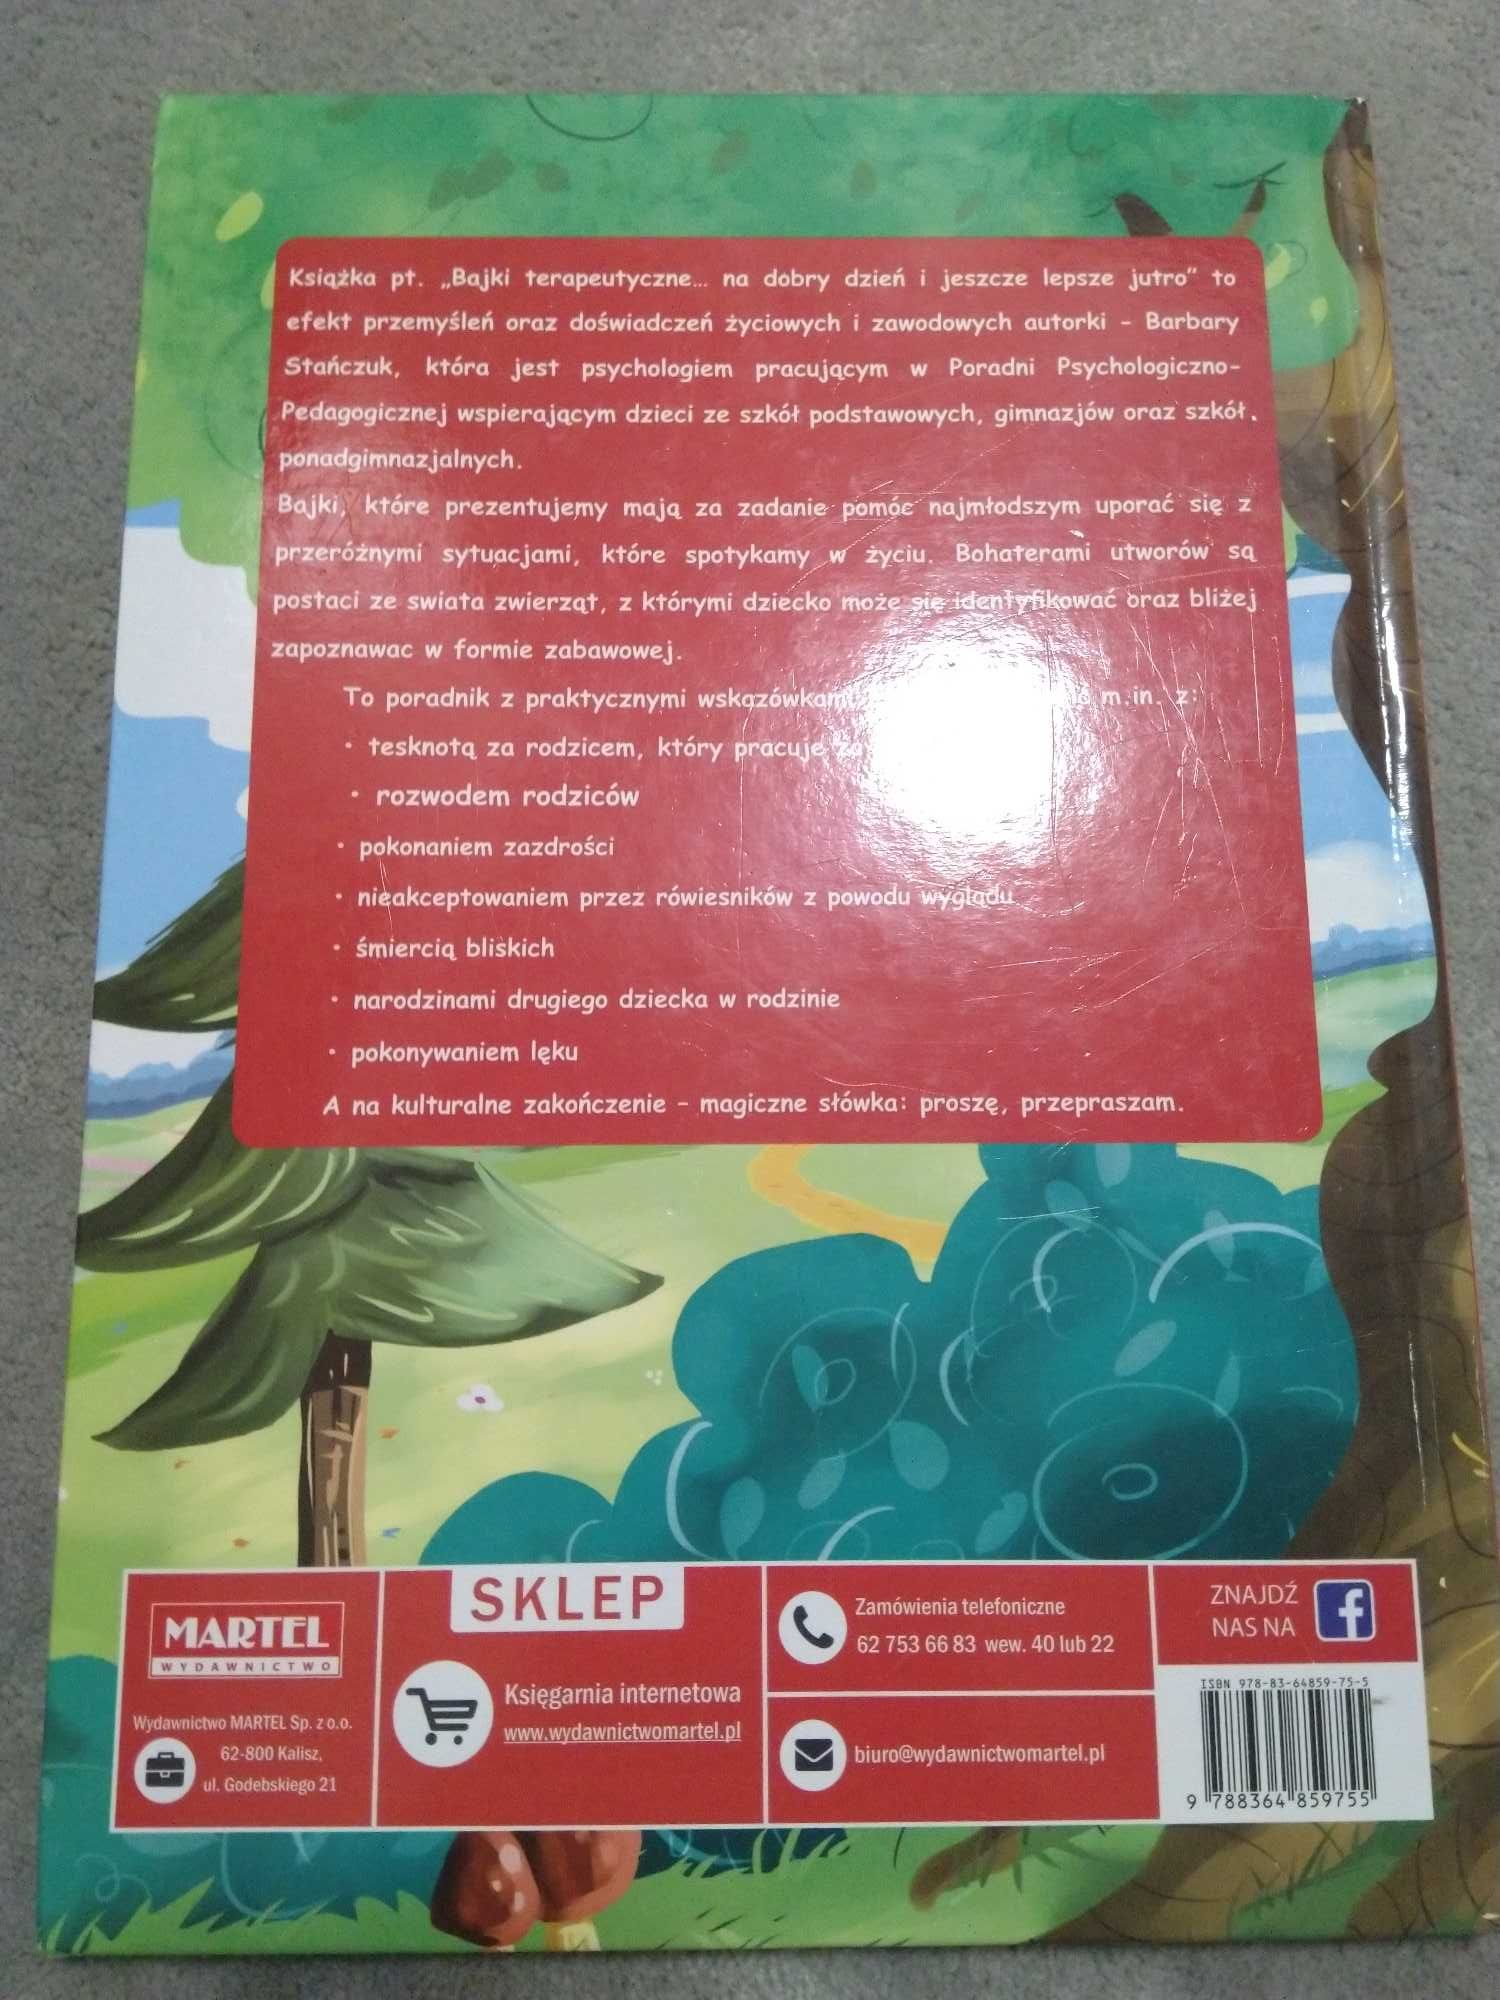 Książka pt. „Bajki terapeutyczne... na dobry dzień i jeszcze lepsze jutro” to
efekt przemyśleń oraz doświadczeń życiowych i zawodowych autorki – Barbary
Stańczuk, która jest psychologiem pracującym w Poradni Psychologiczno-
Pedagogicznej wspierającym dzieci ze szkół podstawowych, gimnazjów oraz szkół.
ponadgimnazjalnych.
Bajki, które prezentujemy mają za zadanie pomóc najmłodszym uporać się z
przeróżnymi sytuacjami, które spotykamy w życiu. Bohaterami utworów są
postaci ze swiata zwierząt, z którymi dziecko może się identyfikować oraz bliżej
zapoznawac w formie zabawowej.
To poradnik z praktycznymi wskazówkami m.in. z:
• tesknotą za rodzicem, który pracuje
• rozwodem rodziców
• pokonaniem zazdrości
• nieakceptowaniem przez rówiesników z powodu wyglądu
• śmiercią bliskich
• narodzinami drugiego dziecka w rodzinie
• pokonywaniem lęku
A na kulturalne zakończenie – magiczne słówka: proszę, przepraszam.
MARTEL
WYDAWNICTWO
Wydawnictwo MARTEL Sp. z o.o.
62-800 Kalisz,
ul. Godebskiego 21
SKLEP
Księgarnia internetowa
www.wydawnictwomartel.pl
Zamówienia telefoniczne
62 753 66 83 wew. 40 lub 22
biuro@wydawnictwomartel.pl
ZNAJDŹ
NAS NA
f
ISBN 978-83-64859-75-5
9 788364 859755